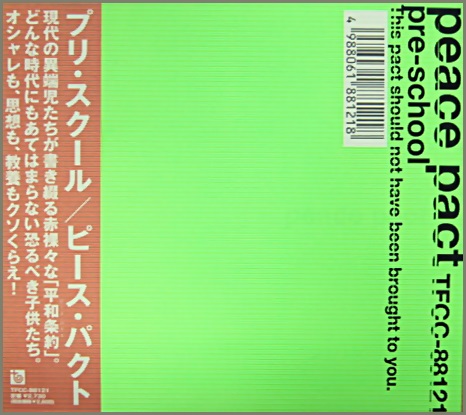 peace pact TFCC-88121
pre-school
This pact should not have been brought to you.
4 988061 881218
プリ・スクール／ピース・パクト
現代の異端児たちが書き綴る赤裸々な「平和条約」。
どんな時代にもあてはまらない恐るべき子供たち。
オシャレも、思想も、教養もクソくらえ！
TFCC-88121